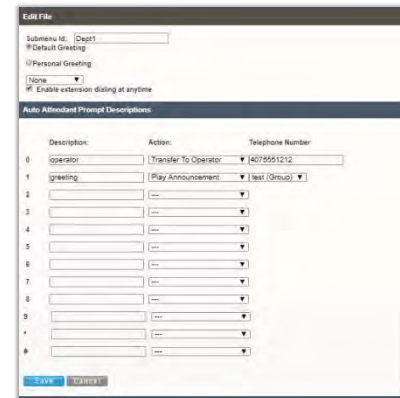 Edit File
Submenu Id: Dept1
Default Greeting
Personal Greeting
None ▼
Enable extension dialing at anytime
Auto Attendant Prompt Descriptions
Description: Action: Telephone Number
0 operator Transfer To Operator ▼ 4075551212
1 greeting Play Announcement ▼ test (Group) ▼
2 --- ▼
3 --- ▼
4 --- ▼
5 --- ▼
6 --- ▼
7 --- ▼
8 --- ▼
9 --- ▼
* --- ▼
# --- ▼
Save Cancel